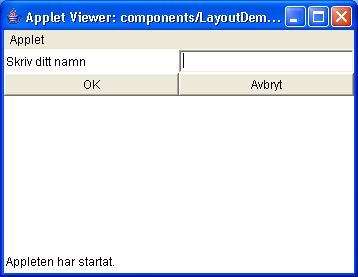 Applet Viewer: components/LayoutDem...
Applet
Skriv ditt namn
OK Avbryt
Appleten har startat.